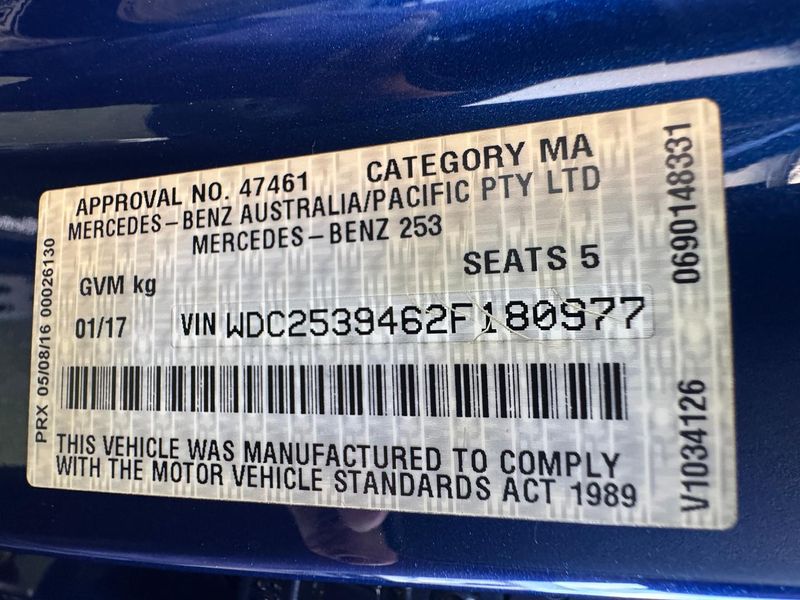 APPROVAL NO. 47461 CATEGORY MA
MERCEDES-BENZ AUSTRALIA/PACIFIC PTY LTD
MERCEDES-BENZ 253
SEATS 5
GVM kg
01/17 VIN WDC2539462F180977
THIS VEHICLE WAS MANUFACTURED TO COMPLY
WITH THE MOTOR VEHICLE STANDARDS ACT 1989
PRX 05/08/16 00026130
0690148331
V1034126